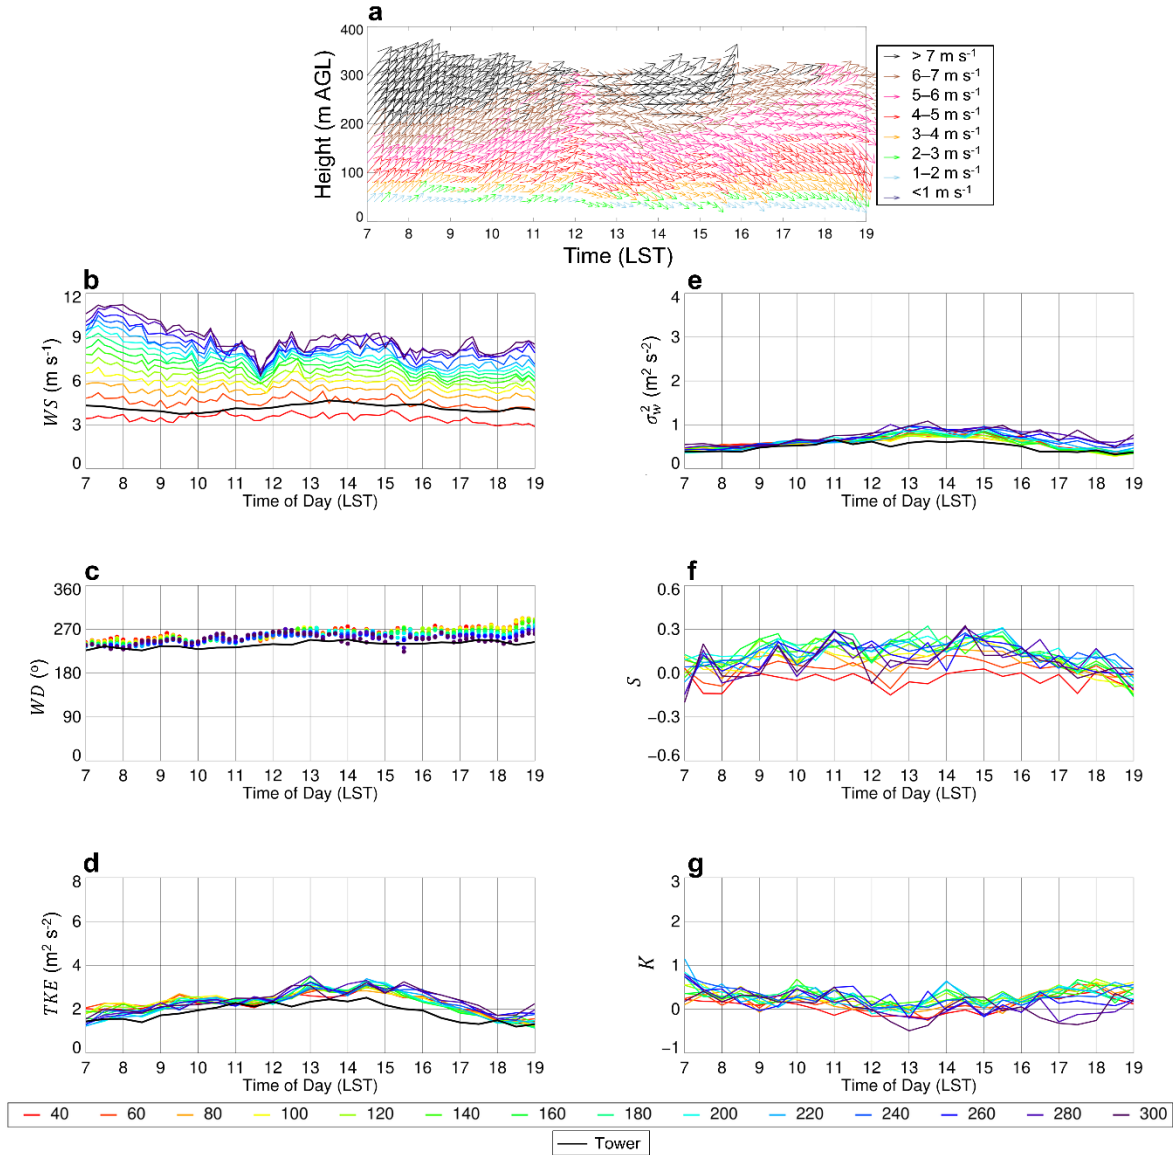 a
400
300
200
100
0
Height (m AGL)
7 8 9 10 11 12 13 14 15 16 17 18 19
Time (LST)
> 7 m s⁻¹
6–7 m s⁻¹
5–6 m s⁻¹
4–5 m s⁻¹
3–4 m s⁻¹
2–3 m s⁻¹
1–2 m s⁻¹
<1 m s⁻¹
b
12
9
6
3
0
WS (m s⁻¹)
7 8 9 10 11 12 13 14 15 16 17 18 19
Time of Day (LST)
e
4
3
2
1
0
σ²w (m² s⁻²)
7 8 9 10 11 12 13 14 15 16 17 18 19
Time of Day (LST)
c
360
270
180
90
0
WD (º)
7 8 9 10 11 12 13 14 15 16 17 18 19
Time of Day (LST)
f
0.6
0.3
0.0
−0.3
−0.6
S
7 8 9 10 11 12 13 14 15 16 17 18 19
Time of Day (LST)
d
8
6
4
2
0
TKE (m² s⁻²)
7 8 9 10 11 12 13 14 15 16 17 18 19
Time of Day (LST)
g
3
2
1
0
−1
K
7 8 9 10 11 12 13 14 15 16 17 18 19
Time of Day (LST)
40 60 80 100 120 140 160 180 200 220 240 260 280 300
Tower